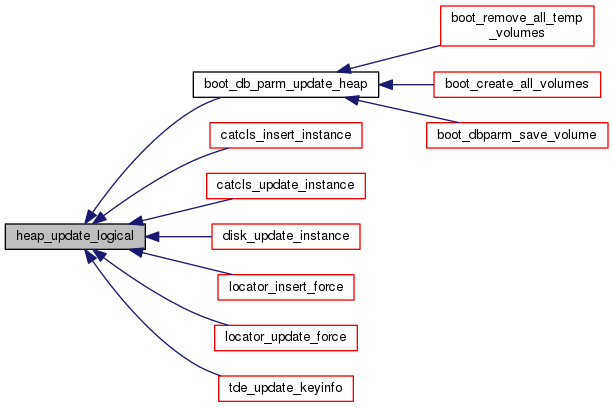 boot_remove_all_temp
_volumes
boot_db_parm_update_heap
boot_create_all_volumes
boot_dbparm_save_volume
catcls_insert_instance
catcls_update_instance
heap_update_logical
disk_update_instance
locator_insert_force
locator_update_force
tde_update_keyinfo